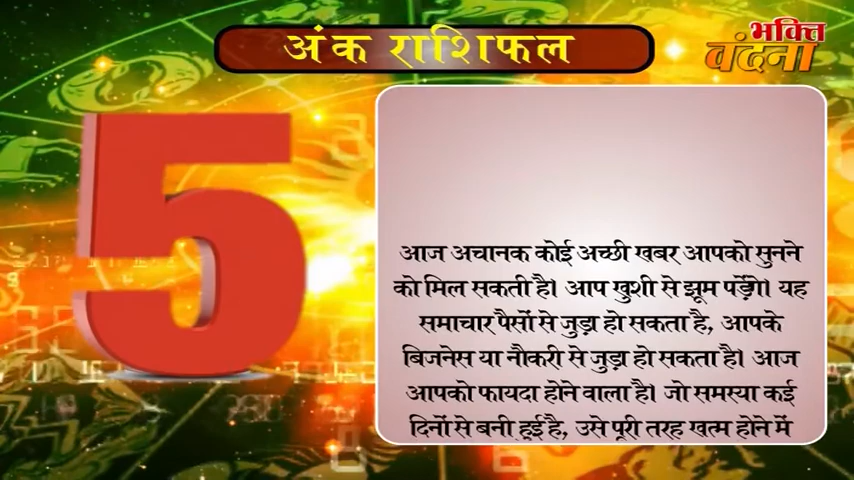 अंक राशिफल
भक्ति
वंदना
5
आज अचानक कोई अच्छी खबर आपको सुनने
को मिल सकती है। आप खुशी से झूम पड़ेंगे। यह
समाचार पैसों से जुड़ा हो सकता है, आपके
बिजनेस या नौकरी से जुड़ा हो सकता है। आज
आपको फायदा होने वाला है। जो समस्या कई
दिनों से बनी हुई है, उसे पूरी तरह खत्म होने में